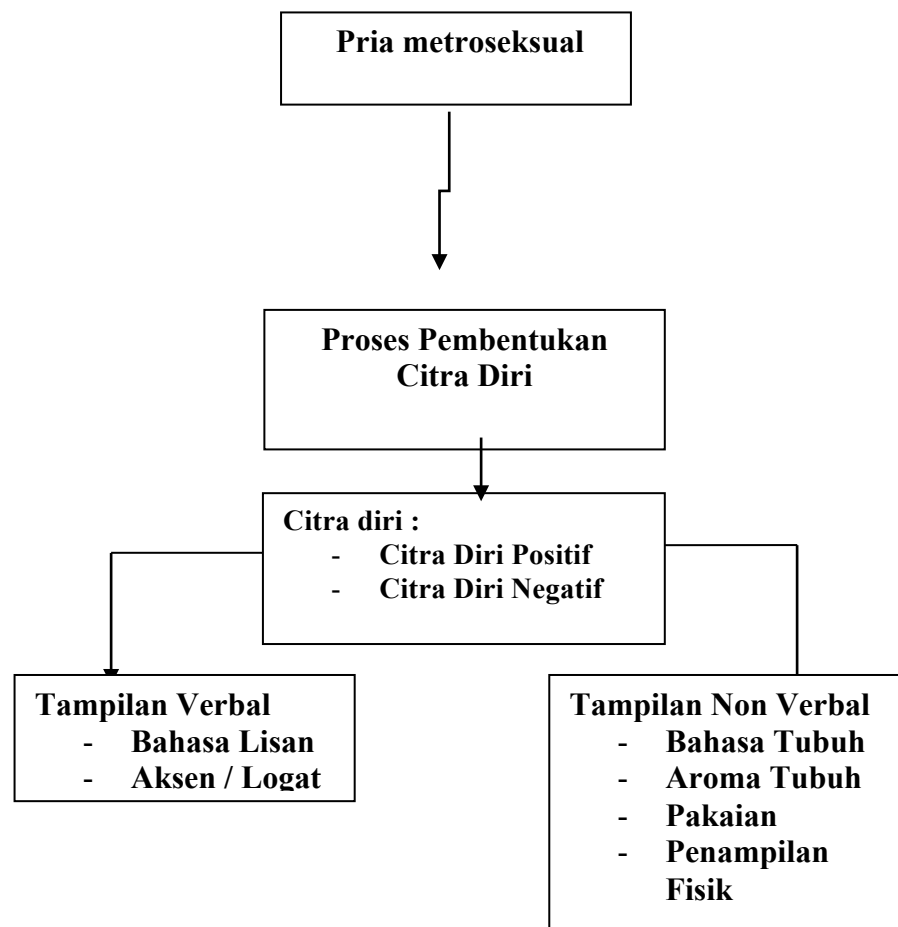 Pria metroseksual
Proses Pembentukan
Citra Diri
Citra diri :
- Citra Diri Positif
- Citra Diri Negatif
Tampilan Verbal
- Bahasa Lisan
- Aksen / Logat
Tampilan Non Verbal
- Bahasa Tubuh
- Aroma Tubuh
- Pakaian
- Penampilan
Fisik